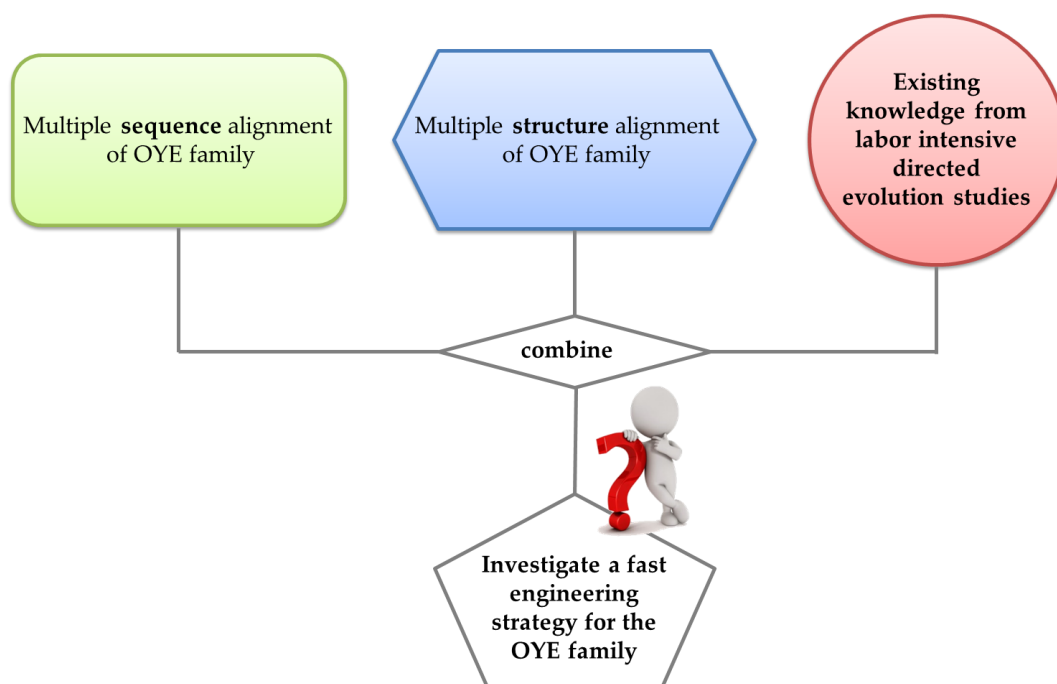 Multiple sequence alignment
of OYE family
Multiple structure alignment
of OYE family
Existing
knowledge from
labor intensive
directed
evolution studies
combine
Investigate a fast
engineering
strategy for the
OYE family